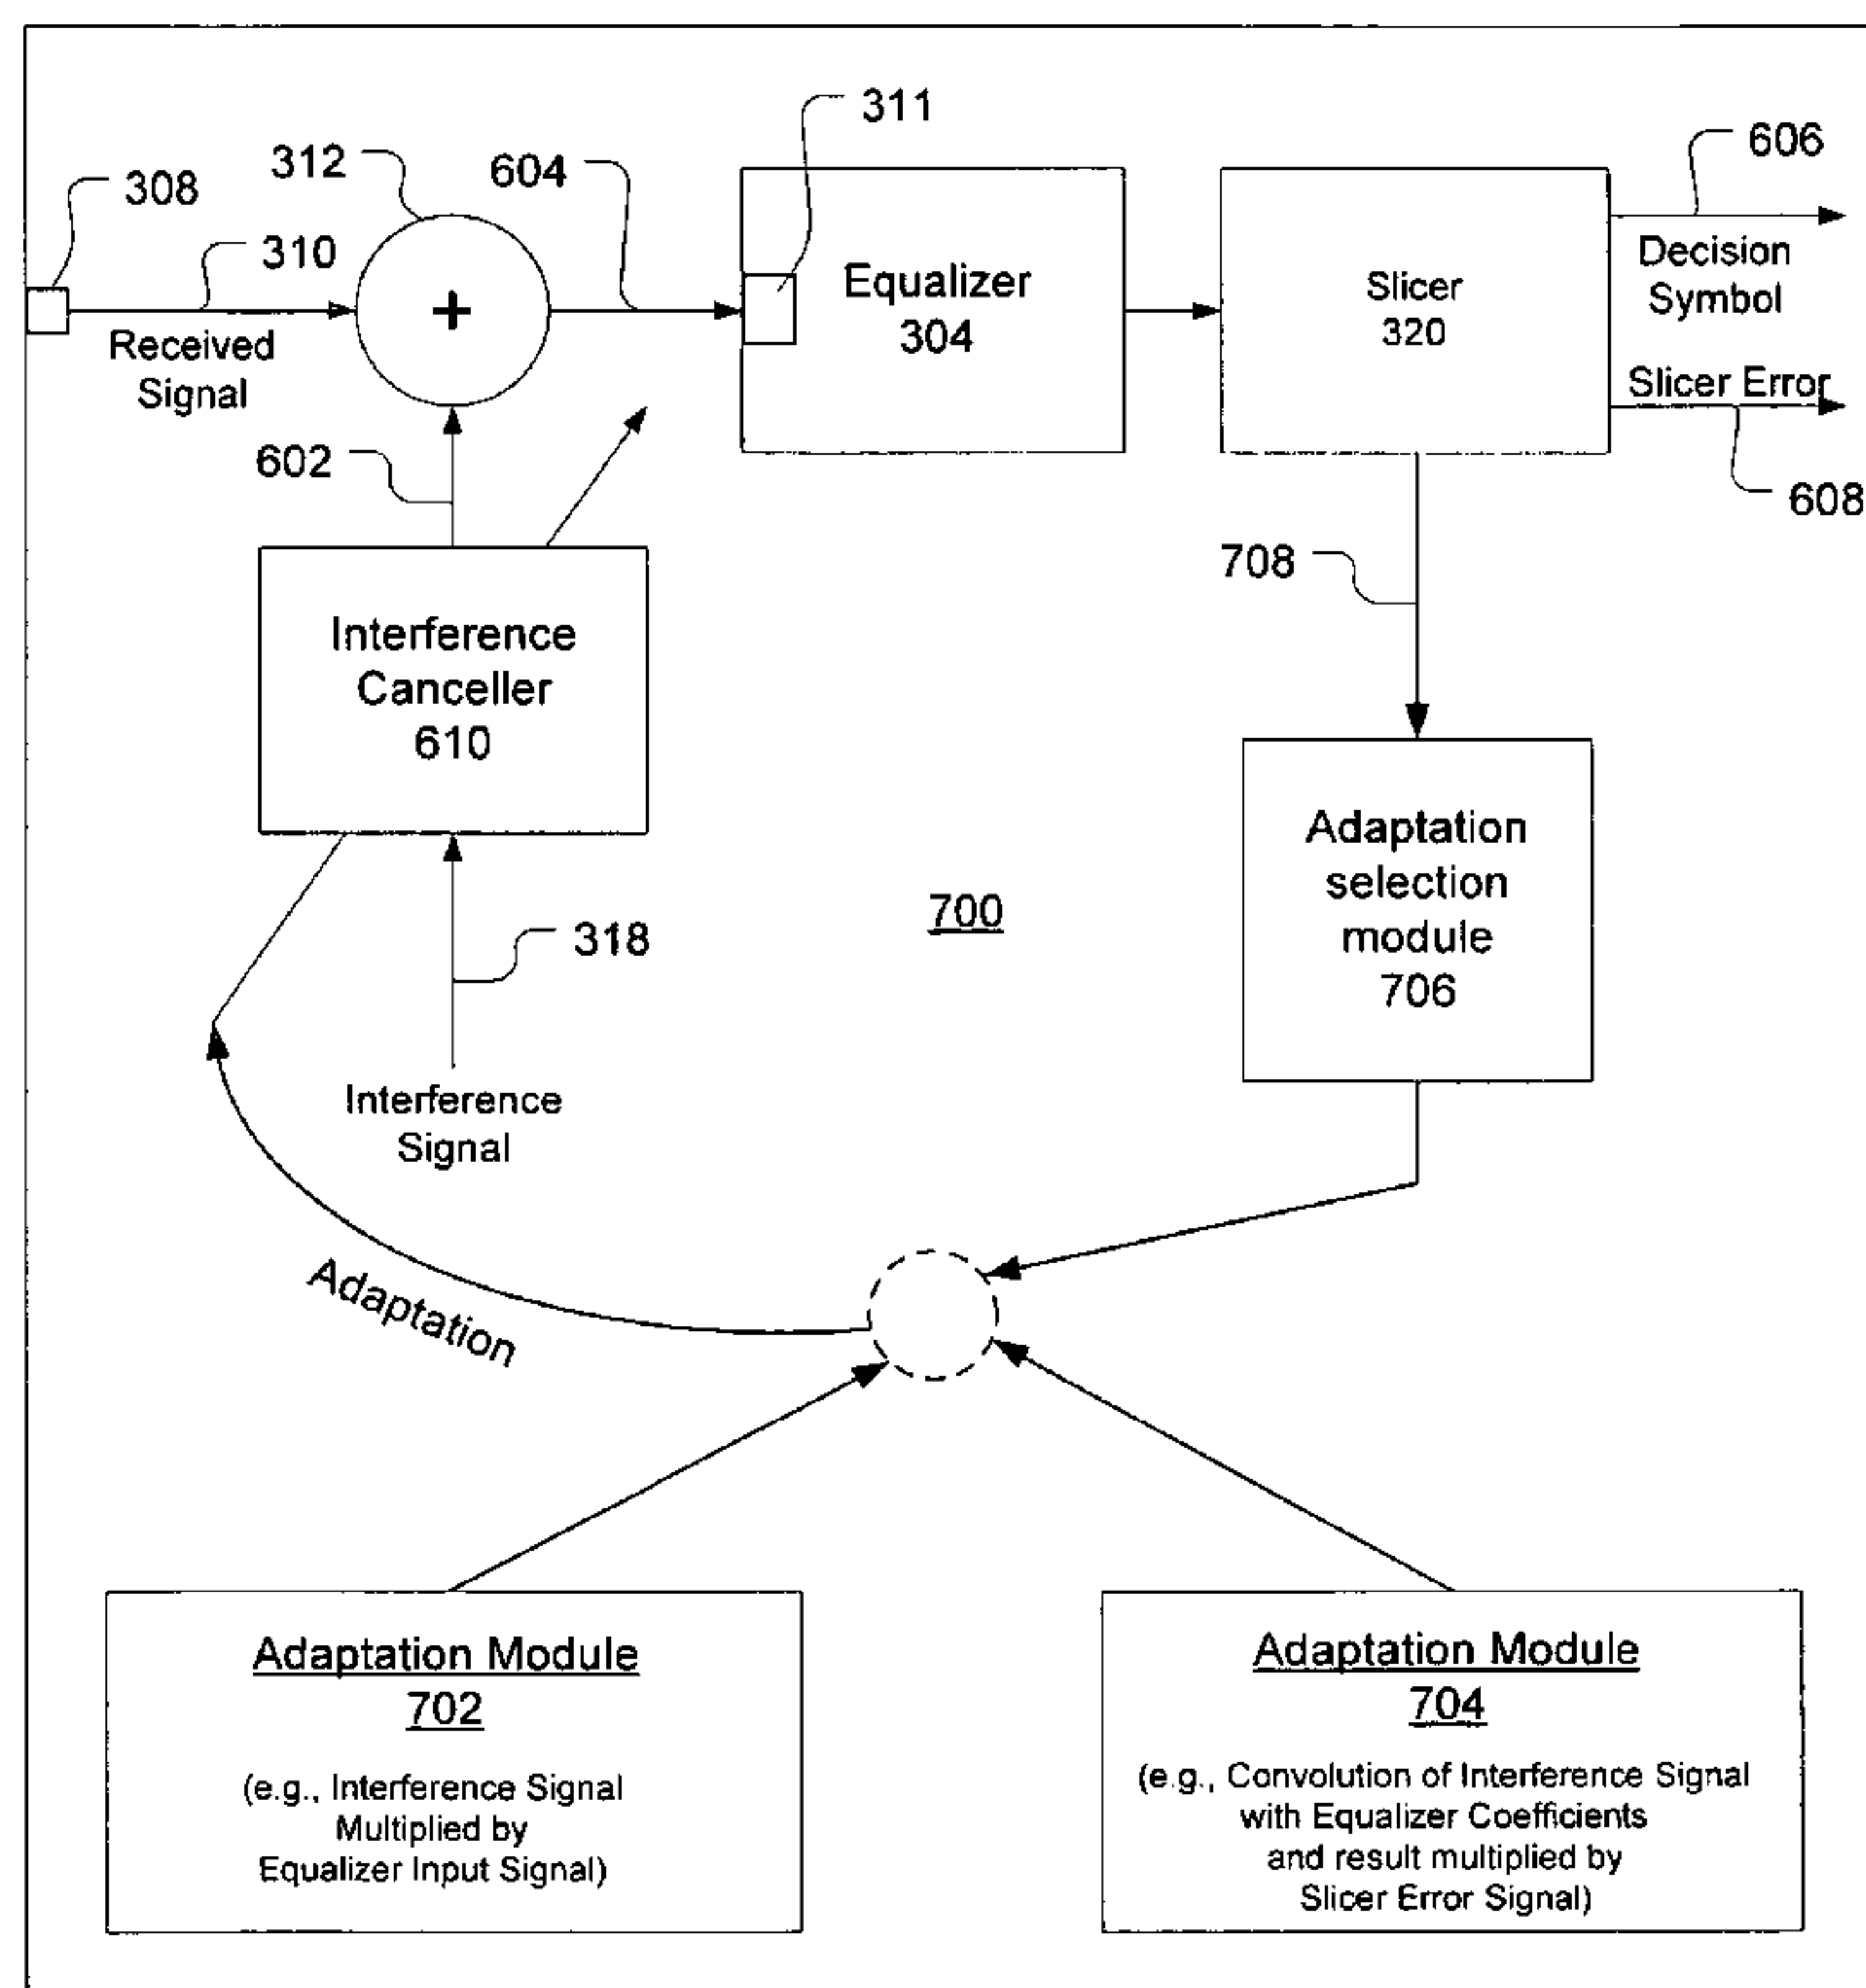 311
606
312
604
308
310
Decision
Symbol
Equalizer
304
Slicer
320
+
Received
Signal
Slicer Error
602
608
708
Interference
Canceller
610
Adaptation
selection
module
706
700
318
Interference
Signal
Adaptation
Adaptation Module
702
(e.g., Interference Signal
Multiplied by
Equalizer Input Signal)
Adaptation Module
704
(e.g., Convolution of Interference Signal
with Equalizer Coefficients
and result multiplied by
Slicer Error Signal)